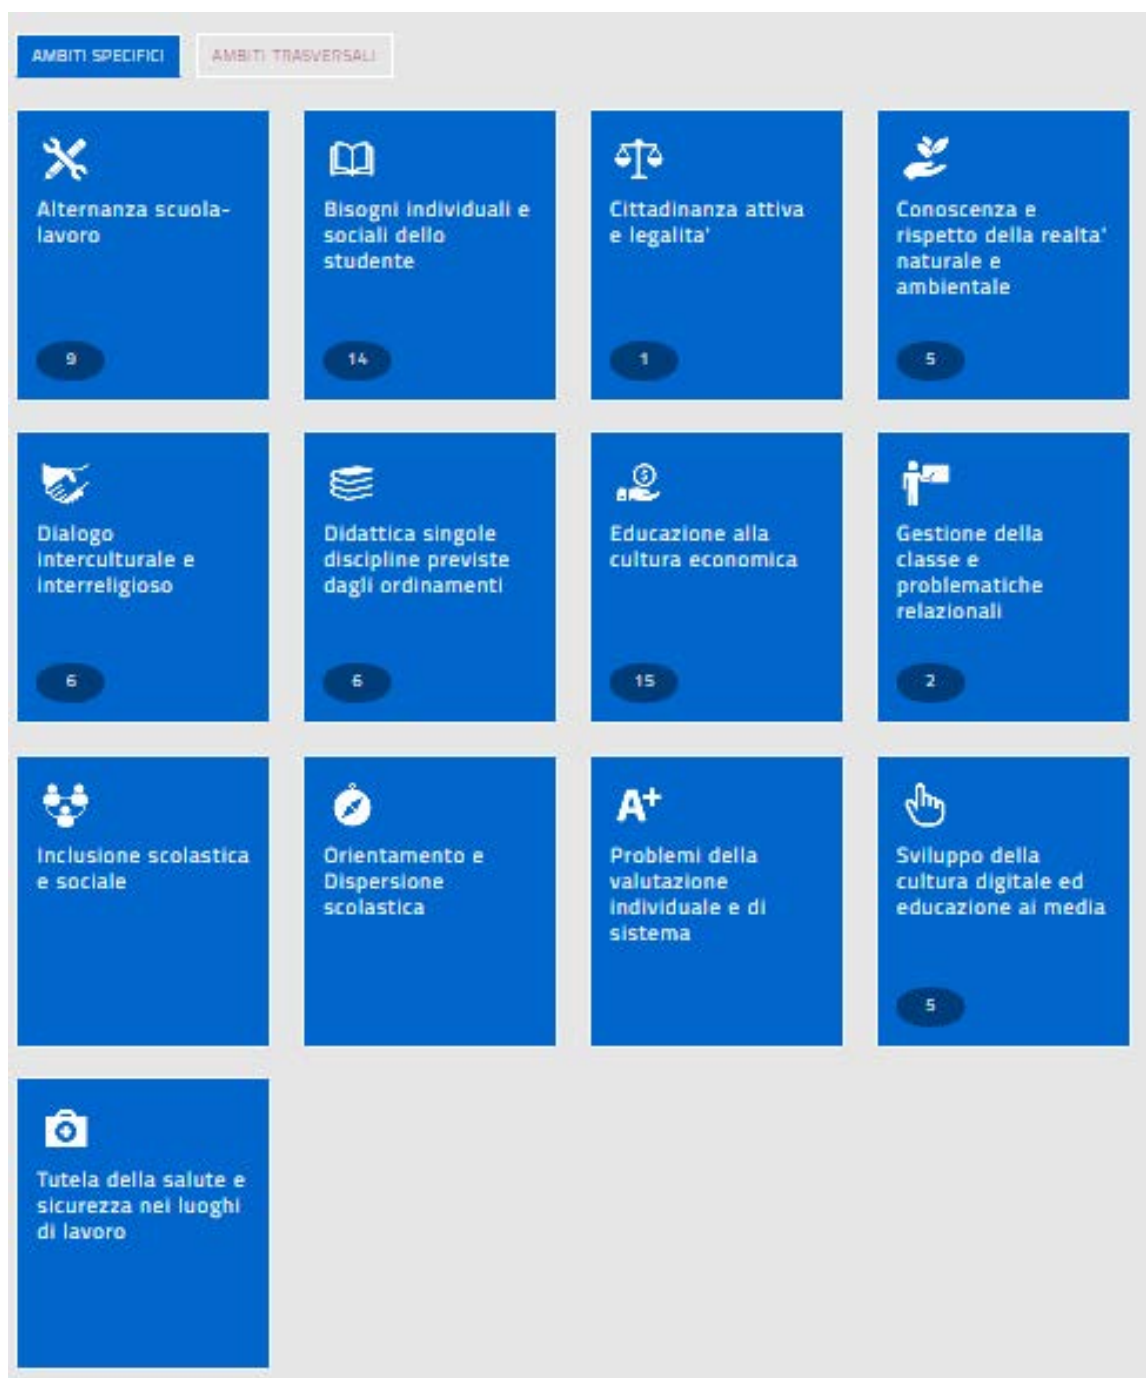 AMBITI SPECIFICI
AMBITI TRASVERSALI
Alternanza scuola-
lavoro
9
Bisogni individuali e
sociali dello
studente
14
Cittadinanza attiva
e legalita'
1
Conoscenza e
rispetto della realta'
naturale e
ambientale
5
Dialogo
interculturale e
interreligioso
6
Didattica singole
discipline previste
dagli ordinamenti
6
Educazione alla
cultura economica
15
Gestione della
classe e
problematiche
relazionali
2
Inclusione scolastica
e sociale
Orientamento e
Dispersione
scolastica
A+
Problemi della
valutazione
individuale e di
sistema
Sviluppo della
cultura digitale ed
educazione ai media
5
Tutela della salute e
sicurezza nei luoghi
di lavoro